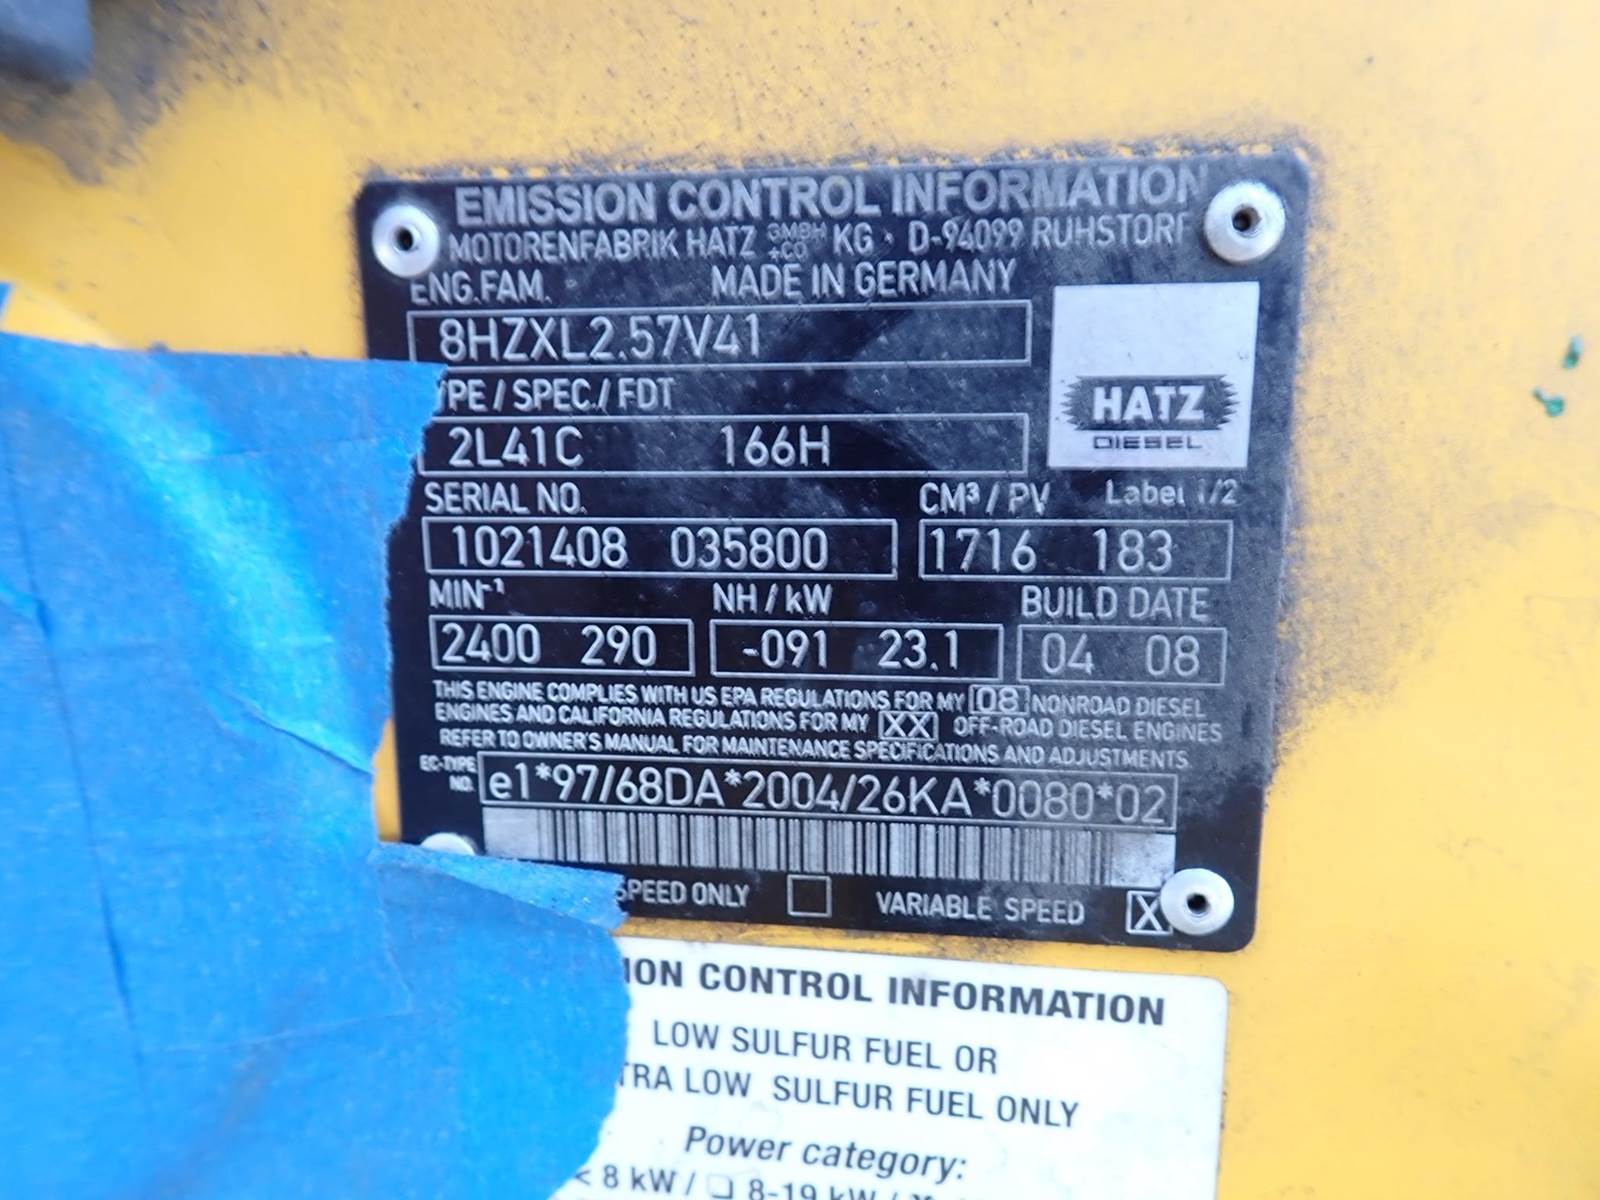 EMISSION CONTROL INFORMATION
MOTORENFABRIK HATZ GMBH +CO KG · D-94099 RUHSTORF
ENG.FAM. MADE IN GERMANY
8HZXL2.57V41
HATZ
DIESEL
YPE / SPEC./ FDT
2L41C 166H
SERIAL NO. CM³ / PV Label 1/2
1021408 035800 1716 183
MIN⁻¹ NH / kW BUILD DATE
2400 290 -091 23.1 04 08
THIS ENGINE COMPLIES WITH US EPA REGULATIONS FOR MY 08 NONROAD DIESEL
ENGINES AND CALIFORNIA REGULATIONS FOR MY XX OFF-ROAD DIESEL ENGINES
REFER TO OWNER'S MANUAL FOR MAINTENANCE SPECIFICATIONS AND ADJUSTMENTS.
EC-TYPE NO. e1*97/68DA*2004/26KA*0080*02
SPEED ONLY VARIABLE SPEED X
ION CONTROL INFORMATION
LOW SULFUR FUEL OR
TRA LOW SULFUR FUEL ONLY
Power category:
< 8 kW / 8-19 kW /